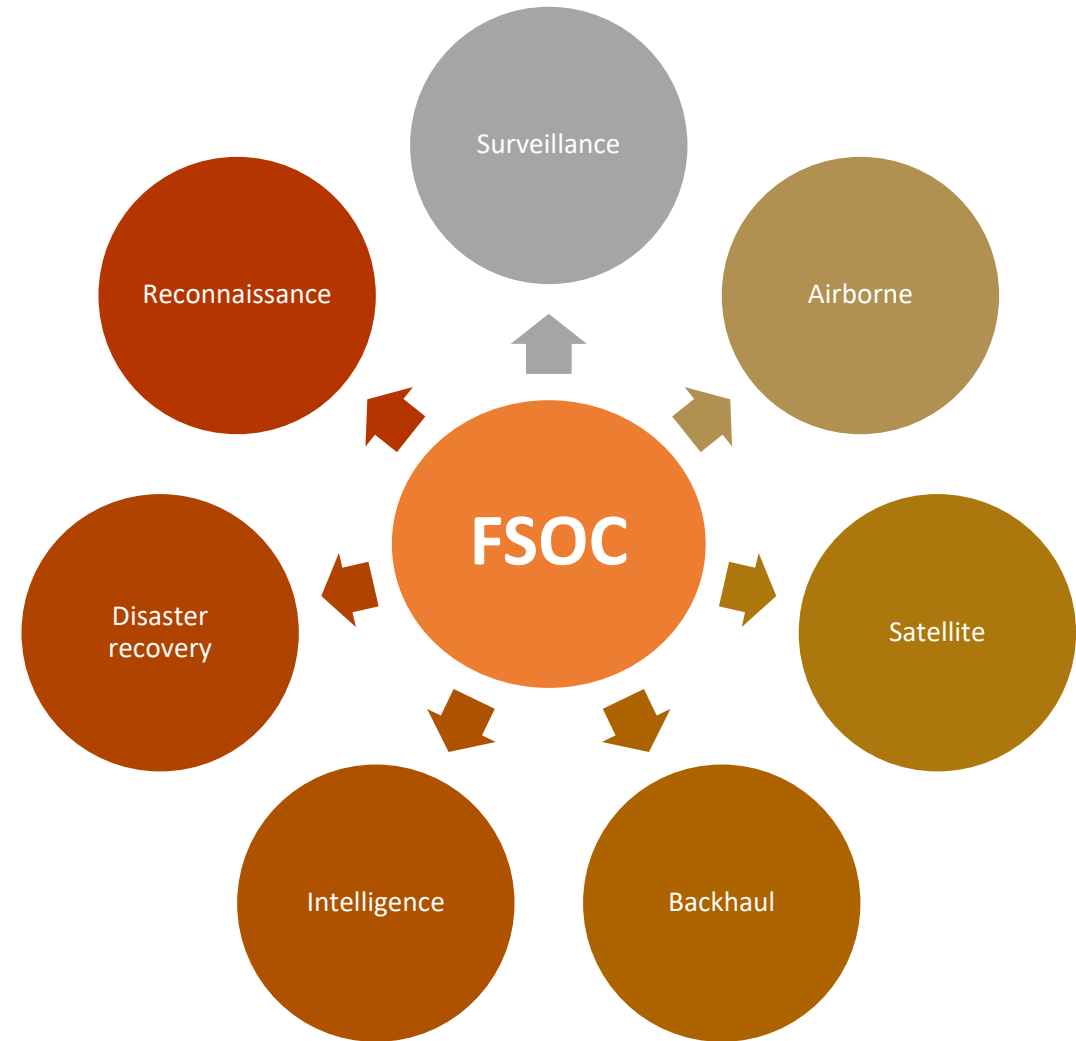 Surveillance
Airborne
Satellite
Backhaul
Intelligence
Disaster
recovery
Reconnaissance
FSOC